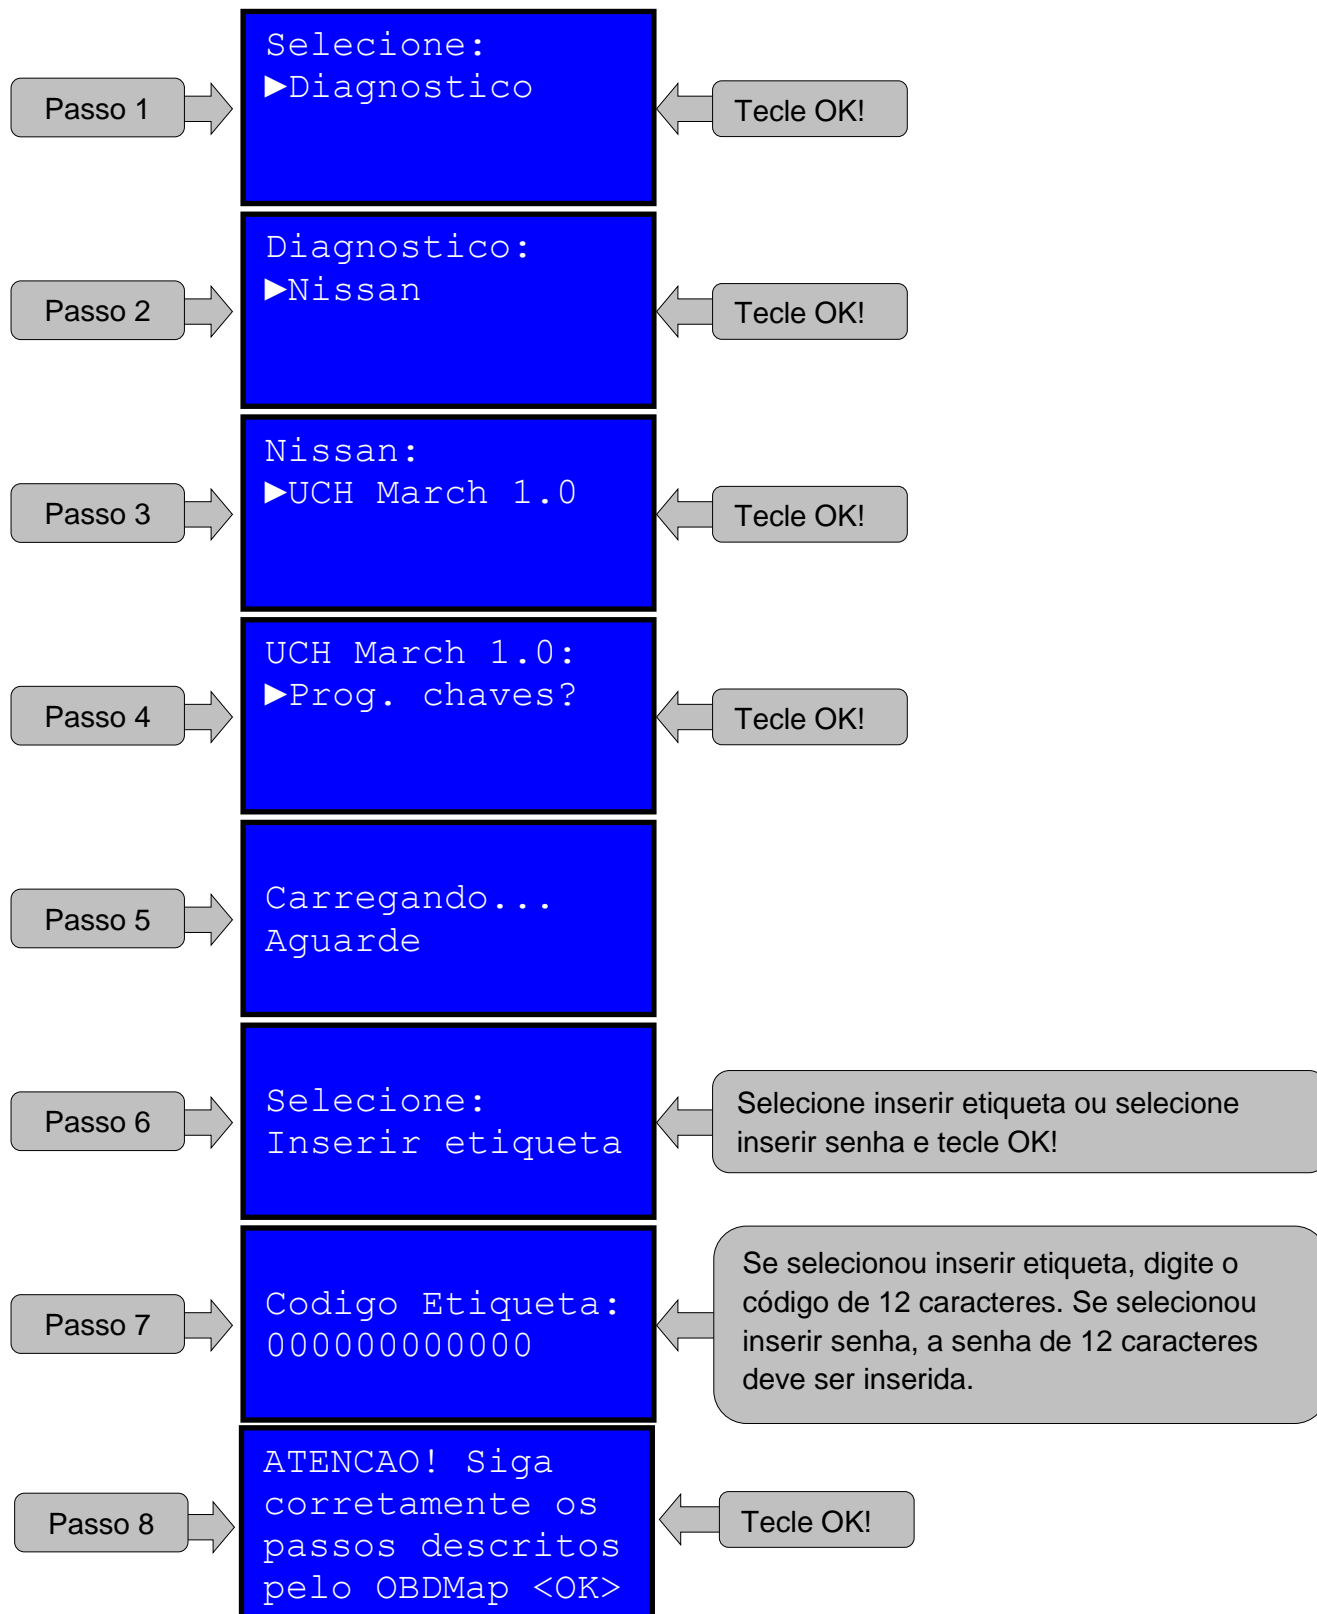 Selecione:
►Diagnostico
Passo 1
Tecle OK!
Diagnostico:
►Nissan
Passo 2
Tecle OK!
Nissan:
►UCH March 1.0
Passo 3
Tecle OK!
UCH March 1.0:
►Prog. chaves?
Passo 4
Tecle OK!
Passo 5
Carregando...
Aguarde
Passo 6
Selecione:
Inserir etiqueta
Selecione inserir etiqueta ou selecione
inserir senha e tecle OK!
Passo 7
Codigo Etiqueta:
000000000000
Se selecionou inserir etiqueta, digite o
código de 12 caracteres. Se selecionou
inserir senha, a senha de 12 caracteres
deve ser inserida.
Passo 8
ATENCAO! Siga
corretamente os
passos descritos
pelo OBDMap <OK>
Tecle OK!